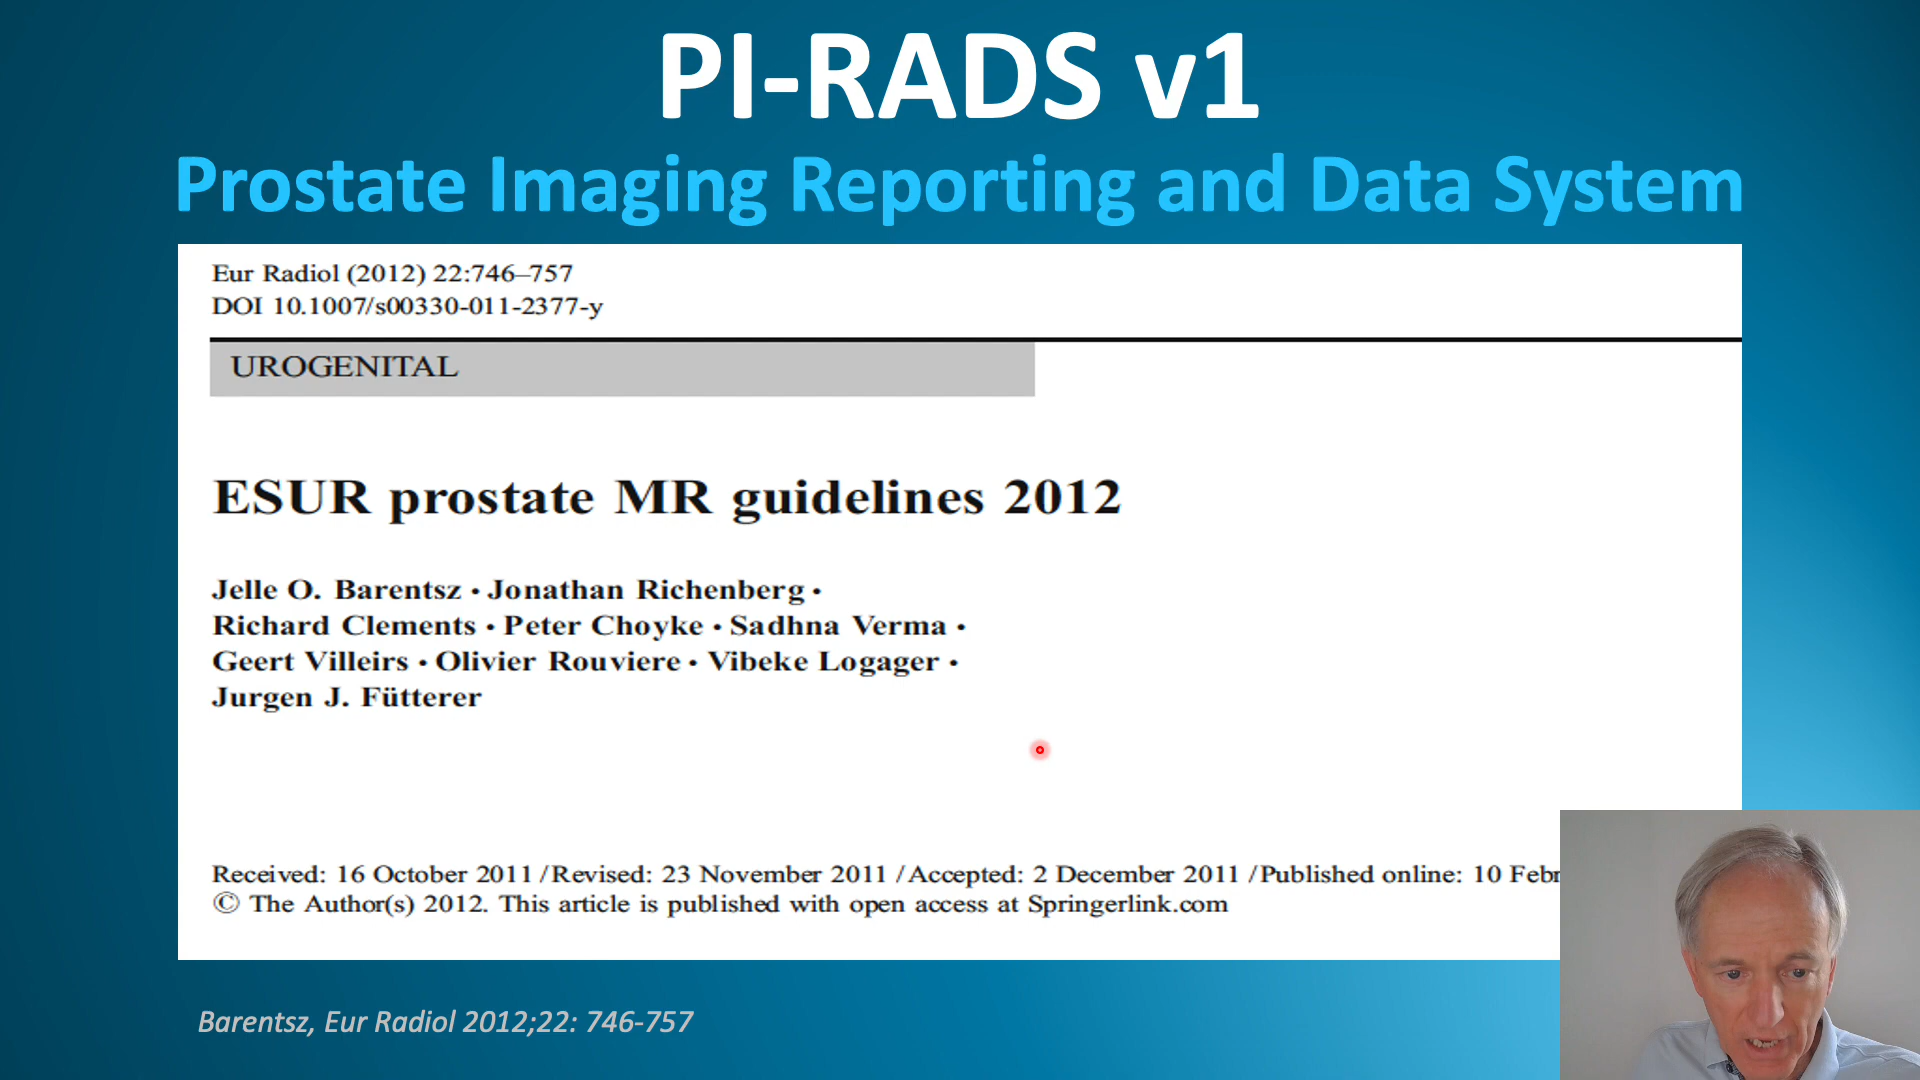 PI-RADS v1
Prostate Imaging Reporting and Data System
Eur Radiol (2012) 22:746–757
DOI 10.1007/s00330-011-2377-y
UROGENITAL
ESUR prostate MR guidelines 2012
Jelle O. Barentsz • Jonathan Richenberg •
Richard Clements • Peter Choyke • Sadhna Verma •
Geert Villeirs • Olivier Rouviere • Vibeke Logager •
Jurgen J. Fütterer
Received: 16 October 2011 / Revised: 23 November 2011 / Accepted: 2 December 2011 / Published online: 10 Febr
© The Author(s) 2012. This article is published with open access at Springerlink.com
Barentsz, Eur Radiol 2012;22: 746-757